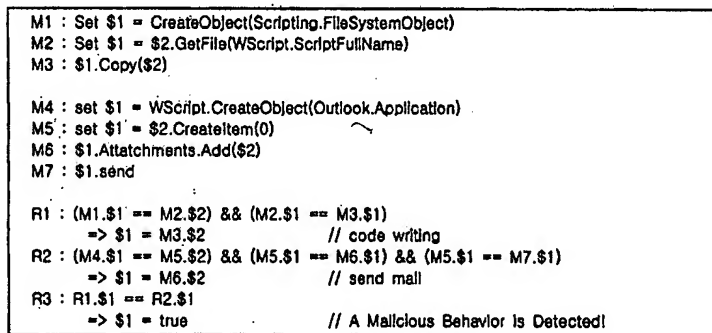 M1 : Set $1 = CreateObject(Scripting.FileSystemObject)
M2 : Set $1 = $2.GetFile(WScript.ScriptFullName)
M3 : $1.Copy($2)
M4 : set $1 = WScript.CreateObject(Outlook.Application)
M5 : set $1 = $2.CreateItem(0)
M6 : $1.Attatchments.Add($2)
M7 : $1.send
R1 : (M1.$1 == M2.$2) && (M2.$1 == M3.$1)
=> $1 = M3.$2 // code writing
R2 : (M4.$1 == M5.$2) && (M5.$1 == M6.$1) && (M5.$1 == M7.$1)
=> $1 = M6.$2 // send mail
R3 : R1.$1 == R2.$1
=> $1 = true // A Malicious Behavior is Detected!